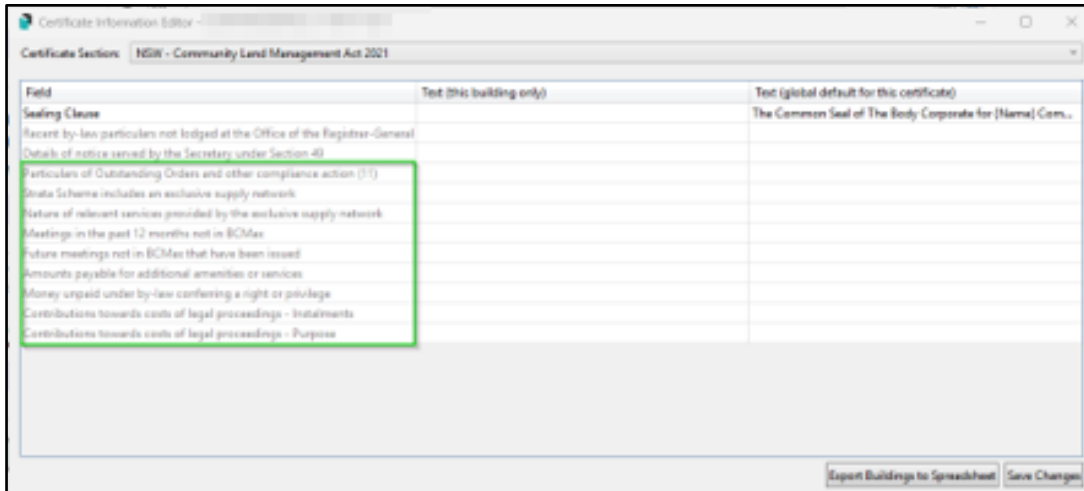 Certificate Information Editor -
Certificate Section: NSW - Community Land Management Act 2021
Field Text (this building only) Text (global default for this certificate)
Sealing Clause The Common Seal of The Body Corporate for [Name] Com...
Recent by-law particulars not lodged at the Office of the Registrar-General
Details of notice served by the Secretary under Section 49
Particulars of Outstanding Orders and other compliance action (11)
Strata Scheme includes an exclusive supply network
Nature of relevant services provided by the exclusive supply network
Meetings in the past 12 months not in BCMax
Future meetings not in BCMax that have been issued
Amounts payable for additional amenities or services
Money unpaid under by-law conferring a right or privilege
Contributions towards costs of legal proceedings - Instalments
Contributions towards costs of legal proceedings - Purpose
Export Buildings to Spreadsheet Save Changes